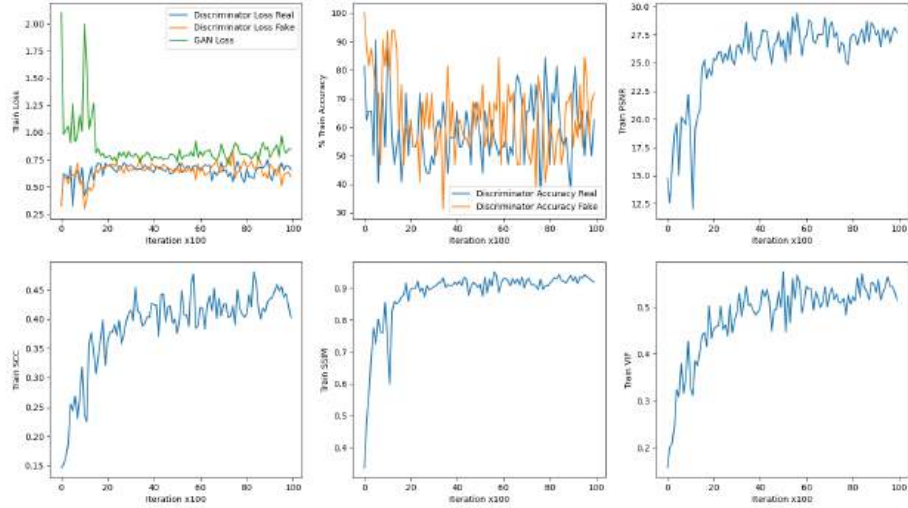 Discriminator Loss Real
Discriminator Loss Fake
GAN Loss
2.00
1.75
1.50
1.25
1.00
0.75
0.50
0.25
Train Loss
0 20 40 60 80 100
Iteration x100
100
90
80
70
60
50
40
30
% Train Accuracy
Discriminator Accuracy Real
Discriminator Accuracy Fake
0 20 40 60 80 100
Iteration x100
30.0
27.5
25.0
22.5
20.0
17.5
15.0
12.5
Train PSNR
0 20 40 60 80 100
Iteration x100
0.45
0.40
0.35
0.30
0.25
0.20
0.15
Train SCC
0 20 40 60 80 100
Iteration x100
0.9
0.8
0.7
0.6
0.5
0.4
Train SSIM
0 20 40 60 80 100
Iteration x100
0.5
0.4
0.3
0.2
Train VIF
0 20 40 60 80 100
Iteration x100